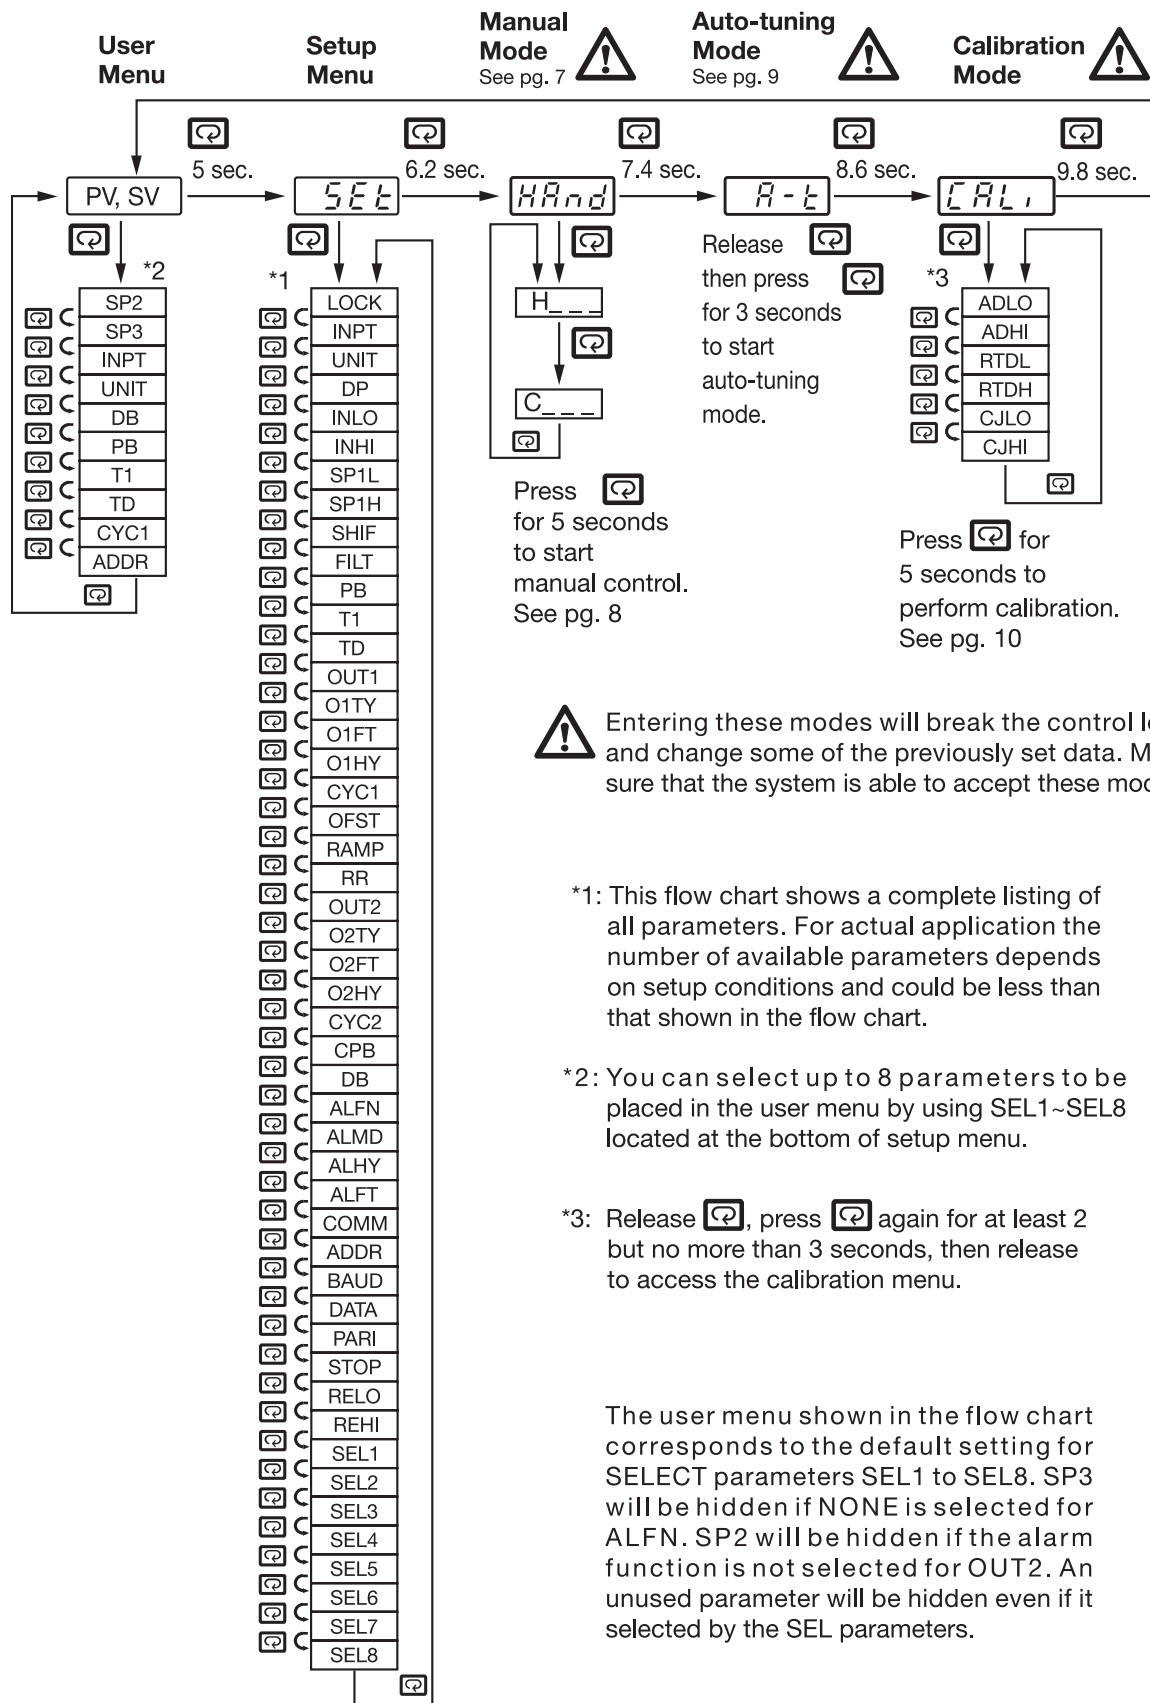 User
Menu
Setup
Menu
Manual
Mode
See pg. 7
Auto-tuning
Mode
See pg. 9
Calibration
Mode
5 sec.
6.2 sec.
7.4 sec.
8.6 sec.
9.8 sec.
PV, SV
SEt
HAnd
A-t
CALi
*2
SP2
SP3
INPT
UNIT
DB
PB
T1
TD
CYC1
ADDR
*1
LOCK
INPT
UNIT
DP
INLO
INHI
SP1L
SP1H
SHIF
FILT
PB
T1
TD
OUT1
O1TY
O1FT
O1HY
CYC1
OFST
RAMP
RR
OUT2
O2TY
O2FT
O2HY
CYC2
CPB
DB
ALFN
ALMD
ALHY
ALFT
COMM
ADDR
BAUD
DATA
PARI
STOP
RELO
REHI
SEL1
SEL2
SEL3
SEL4
SEL5
SEL6
SEL7
SEL8
H_ _ _
C_ _ _
Press
for 5 seconds
to start
manual control.
See pg. 8
Release
then press
for 3 seconds
to start
auto-tuning
mode.
*3
ADLO
ADHI
RTDL
RTDH
CJLO
CJHI
Press for
5 seconds to
perform calibration.
See pg. 10
Entering these modes will break the control
and change some of the previously set data.
sure that the system is able to accept these
*1: This flow chart shows a complete listing of
all parameters. For actual application the
number of available parameters depends
on setup conditions and could be less than
that shown in the flow chart.
*2: You can select up to 8 parameters to be
placed in the user menu by using SEL1~SEL8
located at the bottom of setup menu.
*3: Release , press again for at least 2
but no more than 3 seconds, then release
to access the calibration menu.
The user menu shown in the flow chart
corresponds to the default setting for
SELECT parameters SEL1 to SEL8. SP3
will be hidden if NONE is selected for
ALFN. SP2 will be hidden if the alarm
function is not selected for OUT2. An
unused parameter will be hidden even if it
selected by the SEL parameters.